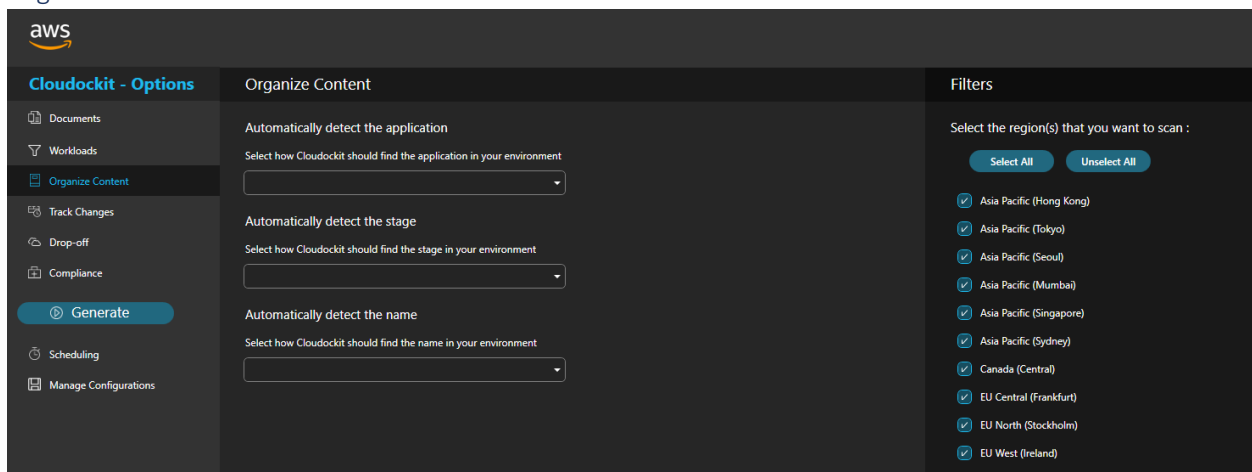 aws
Cloudockit - Options
Documents
Workloads
Organize Content
Track Changes
Drop-off
Compliance
Generate
Scheduling
Manage Configurations
Organize Content
Automatically detect the application
Select how Cloudockit should find the application in your environment
Automatically detect the stage
Select how Cloudockit should find the stage in your environment
Automatically detect the name
Select how Cloudockit should find the name in your environment
Filters
Select the region(s) that you want to scan :
Select All
Unselect All
Asia Pacific (Hong Kong)
Asia Pacific (Tokyo)
Asia Pacific (Seoul)
Asia Pacific (Mumbai)
Asia Pacific (Singapore)
Asia Pacific (Sydney)
Canada (Central)
EU Central (Frankfurt)
EU North (Stockholm)
EU West (Ireland)